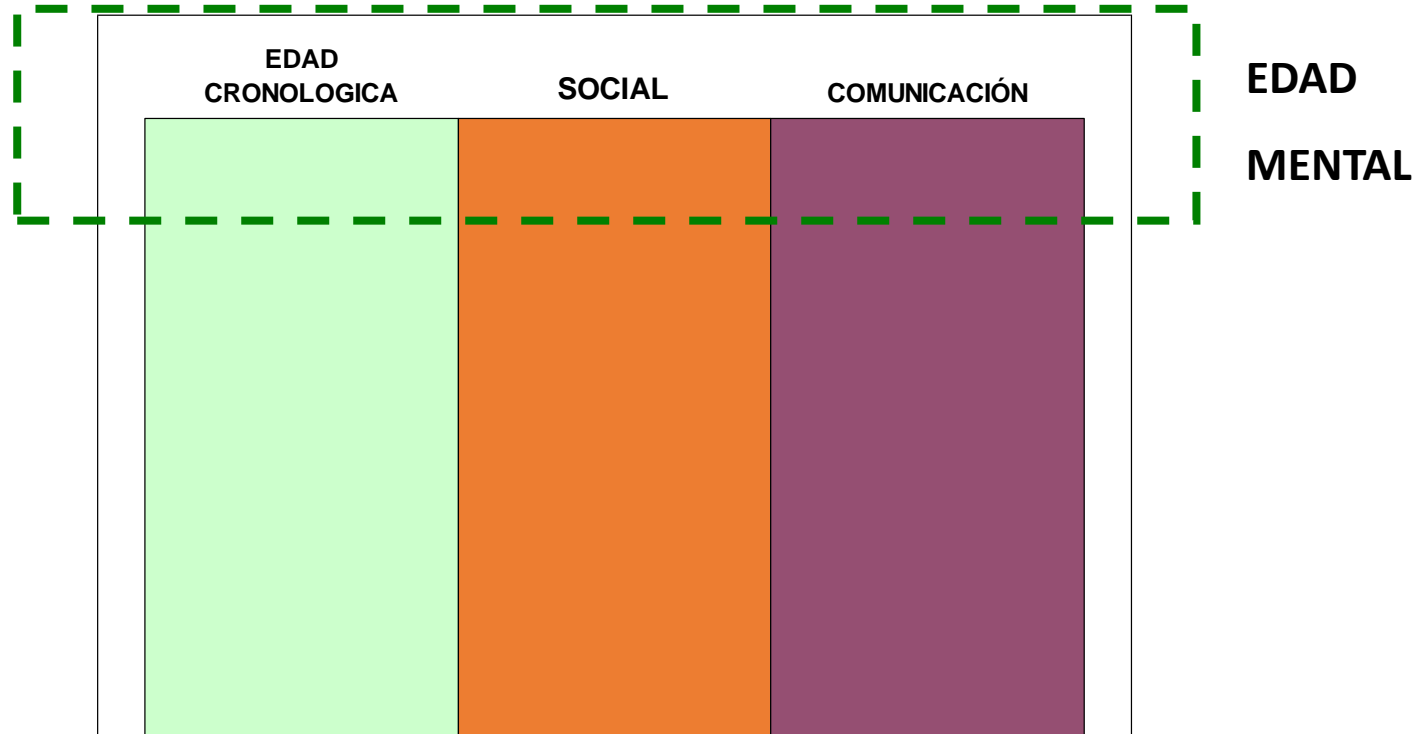 EDAD
CRONOLOGICA
SOCIAL
COMUNICACIÓN
EDAD
MENTAL